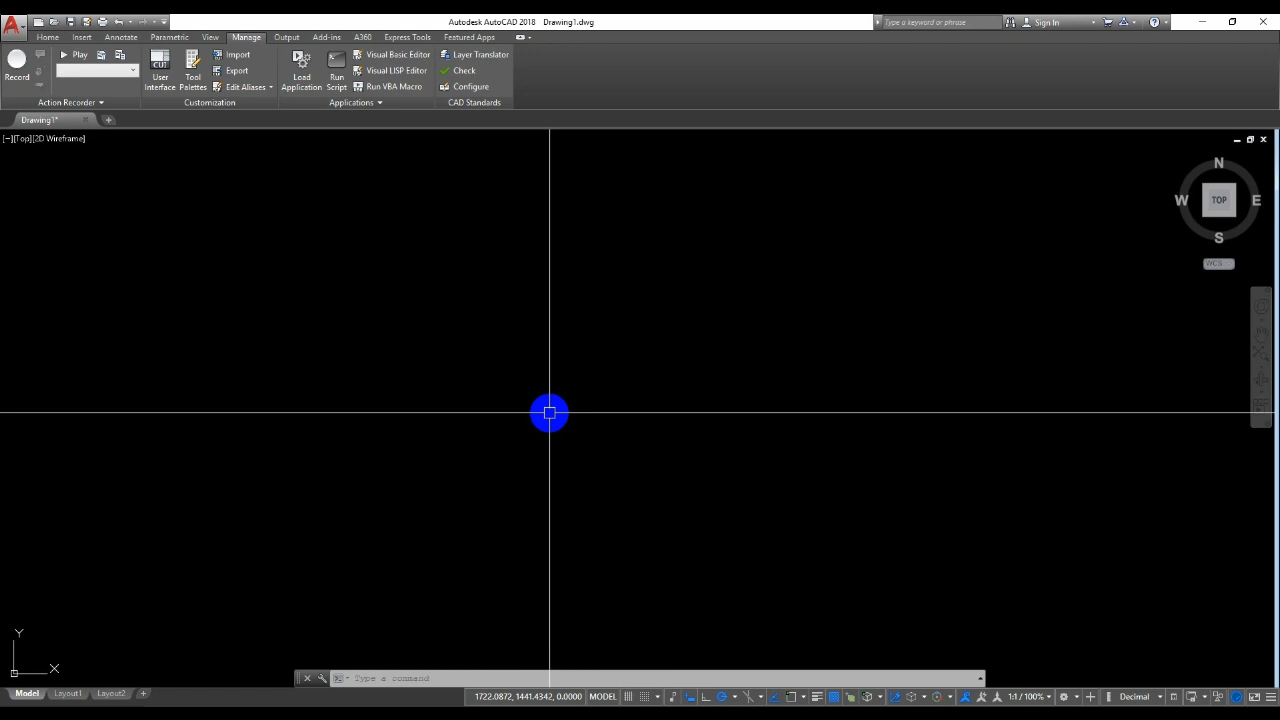 Autodesk AutoCAD 2018 Drawing1.dwg
Type a keyword or phrase
Sign In
Home Insert Annotate Parametric View Manage Output Add-ins A360 Express Tools Featured Apps
Record
Play
CUI
User
Interface
Tool
Palettes
Import
Export
Edit Aliases
Load
Application
Run
Script
Visual Basic Editor
Visual LISP Editor
Run VBA Macro
Layer Translator
Check
Configure
Action Recorder Customization Applications CAD Standards
Drawing1*
[−][Top][2D Wireframe]
N
W TOP E
S
WCS
Y
X
Type a command
Model Layout1 Layout2
1722.0872, 1441.4342, 0.0000 MODEL 1:1 / 100% Decimal